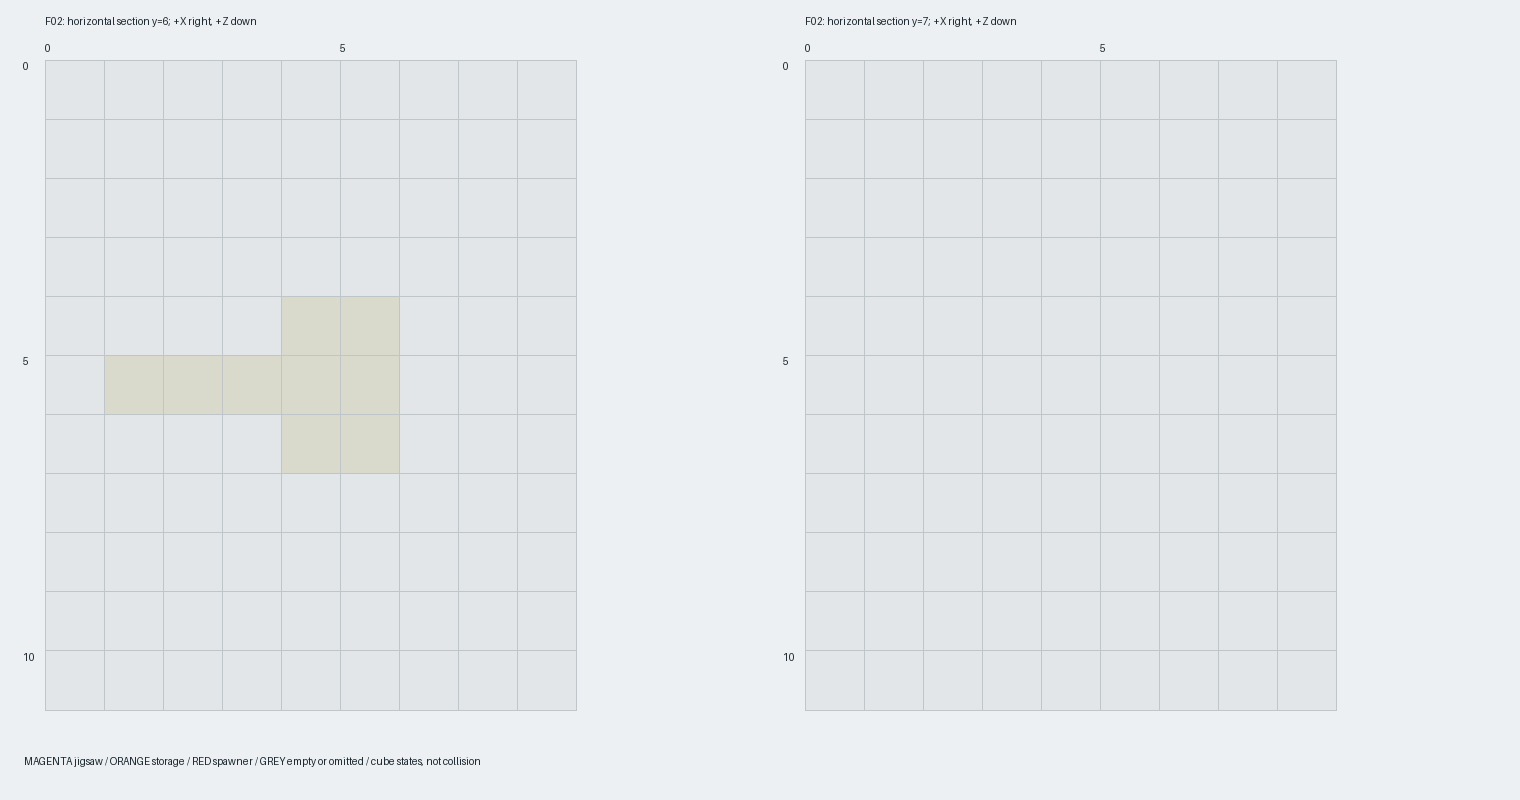 F02: horizontal section y=6; +X right, +Z down
F02: horizontal section y=7; +X right, +Z down
0 5
0 5
0
5
10
0
5
10
MAGENTA jigsaw / ORANGE storage / RED spawner / GREY empty or omitted / cube states, not collision